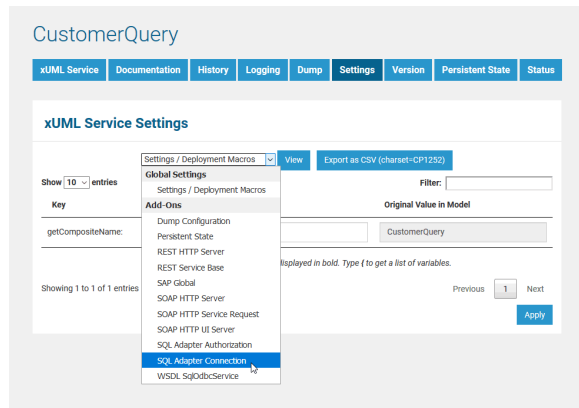 CustomerQuery
xUML Service Documentation History Logging Dump Settings Version Persistent State Status
xUML Service Settings
Settings / Deployment Macros View Export as CSV (charset=CP1252)
Global Settings
Settings / Deployment Macros
Add-Ons
Dump Configuration
Persistent State
REST HTTP Server
REST Service Base
SAP Global
SOAP HTTP Server
SOAP HTTP Service Request
SOAP HTTP UI Server
SQL Adapter Authorization
SQL Adapter Connection
WSDL SqlOdbcService
Show 10 entries Filter:
Key Original Value in Model
getCompositeName: CustomerQuery
displayed in bold. Type { to get a list of variables.
Showing 1 to 1 of 1 entries Previous 1 Next
Apply